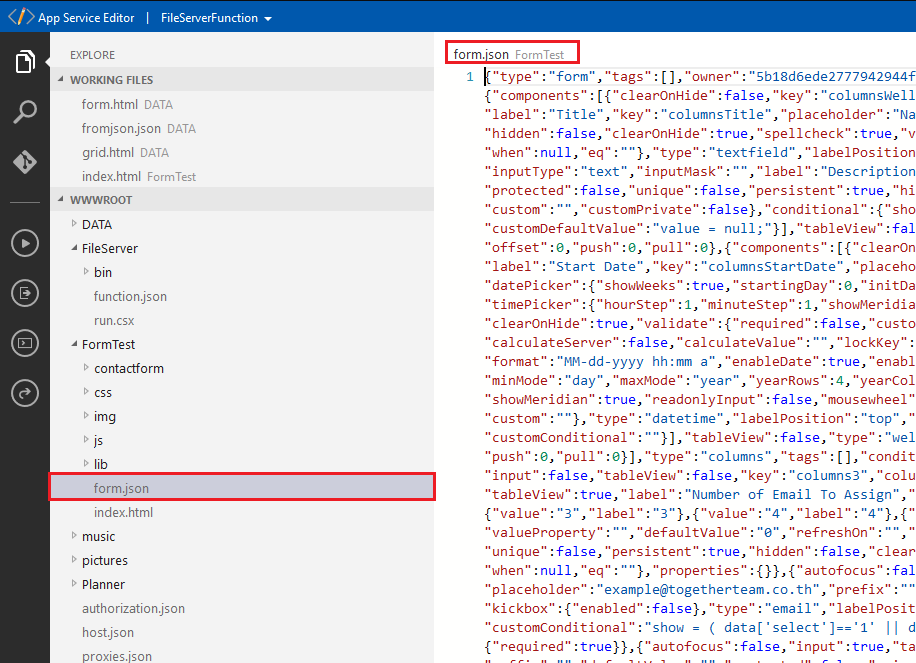 App Service Editor | FileServerFunction
EXPLORE
WORKING FILES
form.html DATA
fromjson.json DATA
grid.html DATA
index.html FormTest
WWWROOT
DATA
FileServer
bin
function.json
run.csx
FormTest
contactform
css
img
js
lib
form.json
index.html
music
pictures
Planner
authorization.json
host.json
proxies.json
form.json FormTest
1 {"type":"form","tags":[],"owner":"5b18d6ede2777942944f
{"components":[{"clearOnHide":false,"key":"columnsWell
"label":"Title","key":"columnsTitle","placeholder":"Na
"hidden":false,"clearOnHide":true,"spellcheck":true,"v
"when":null,"eq":""},"type":"textfield","labelPosition
"inputType":"text","inputMask":"","label":"Description
"protected":false,"unique":false,"persistent":true,"hi
"custom":"","customPrivate":false},"conditional":{"sho
"customDefaultValue":"value = null;"}],"tableView":fal
"offset":0,"push":0,"pull":0},{"components":[{"clearOn
"label":"Start Date","key":"columnsStartDate","placeho
"datePicker":{"showWeeks":true,"startingDay":0,"initDa
"timePicker":{"hourStep":1,"minuteStep":1,"showMeridia
"clearOnHide":true,"validate":{"required":false,"custo
"calculateServer":false,"calculateValue":"","lockKey":
"format":"MM-dd-yyyy hh:mm a","enableDate":true,"enabl
"minMode":"day","maxMode":"year","yearRows":4,"yearCol
"showMeridian":true,"readonlyInput":false,"mousewheel"
"custom":""},"type":"datetime","labelPosition":"top","
"customConditional":""}],"tableView":false,"type":"wel
"push":0,"pull":0}],"type":"columns","tags":[],"condit
"input":false,"tableView":false,"key":"columns3","colu
"tableView":true,"label":"Number of Email To Assign","
{"value":"3","label":"3"},{"value":"4","label":"4"},{"
"valueProperty":"","defaultValue":"0","refreshOn":"","
"unique":false,"persistent":true,"hidden":false,"clear
"when":null,"eq":""},"properties":{}},{"autofocus":fal
"placeholder":"example@togetherteam.co.th","prefix":""
"kickbox":{"enabled":false},"type":"email","labelPosit
"customConditional":"show = ( data['select']=='1' || d
{"required":true}},{"autofocus":false,"input":true,"ta